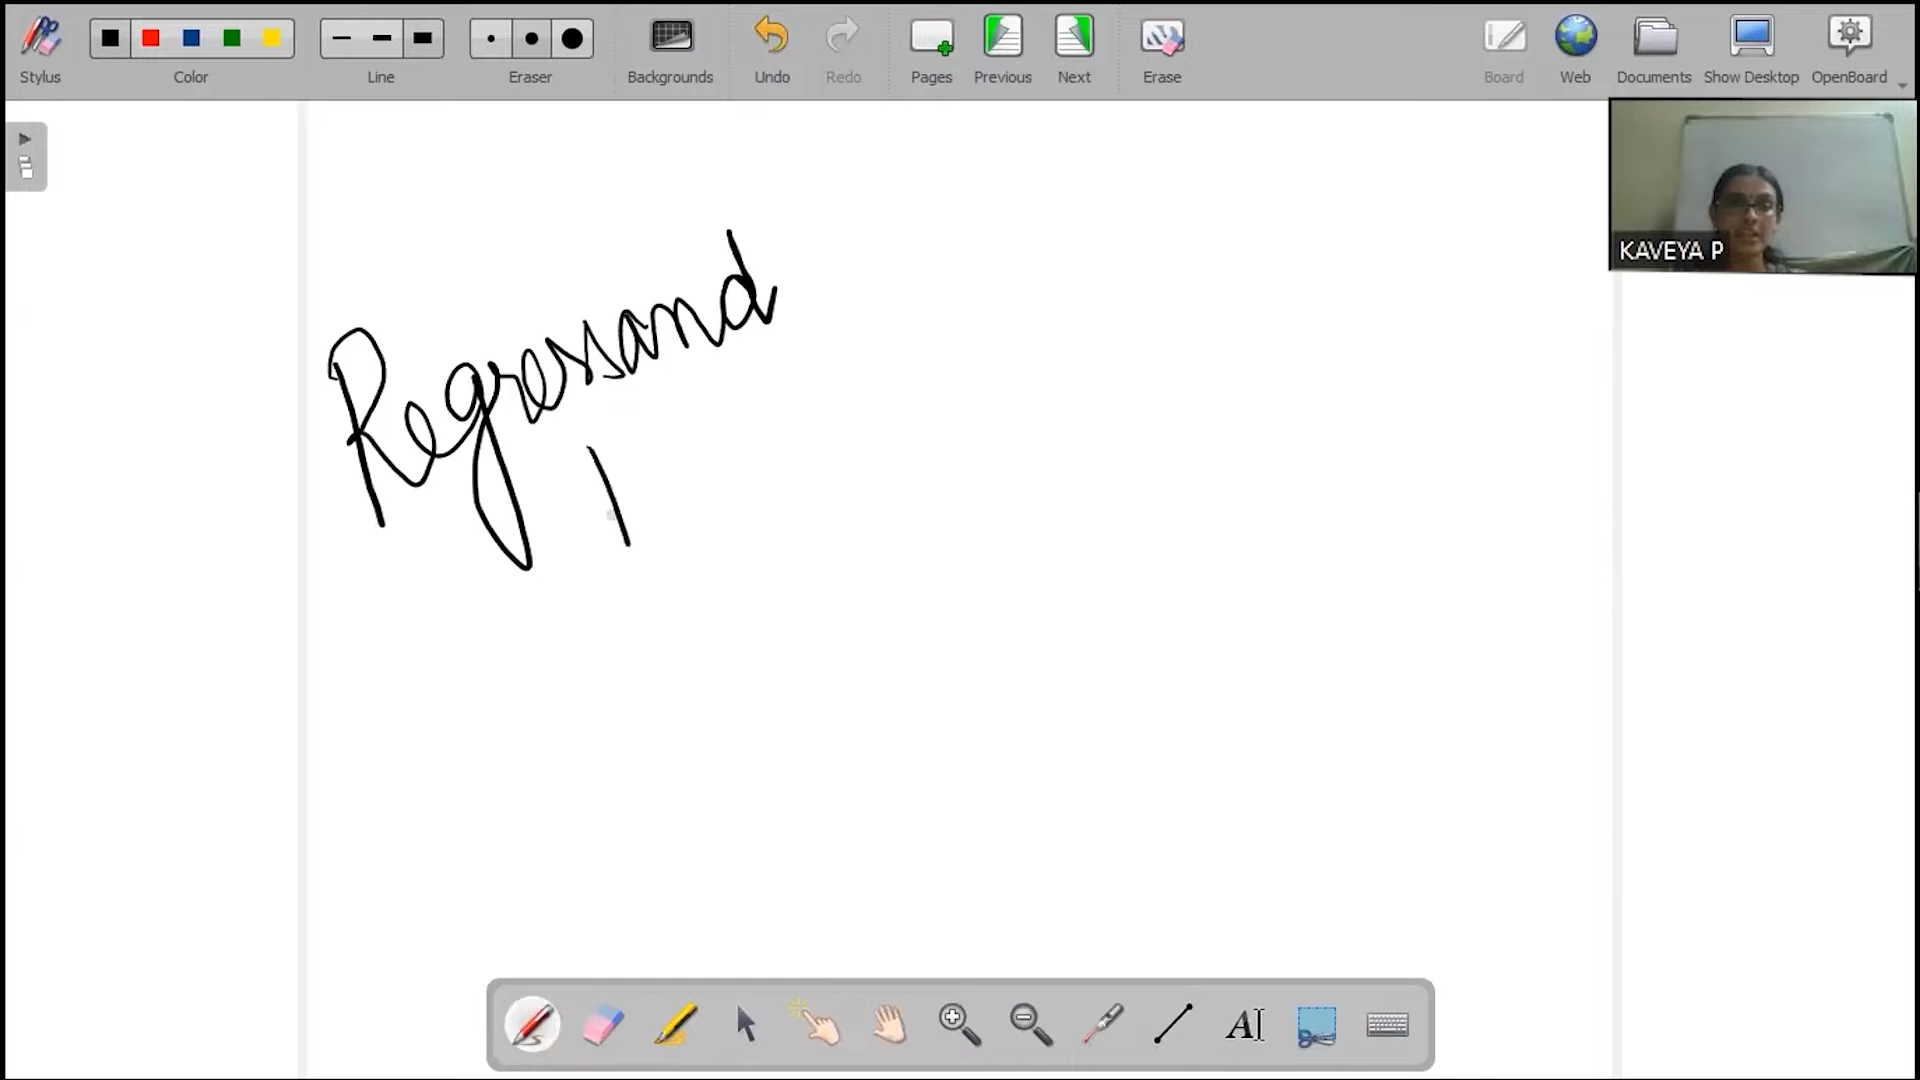 Stylus Color Line Eraser Backgrounds Undo Redo Pages Previous Next Erase Board Web Documents Show Desktop OpenBoard
KAVEYA P
Regressand